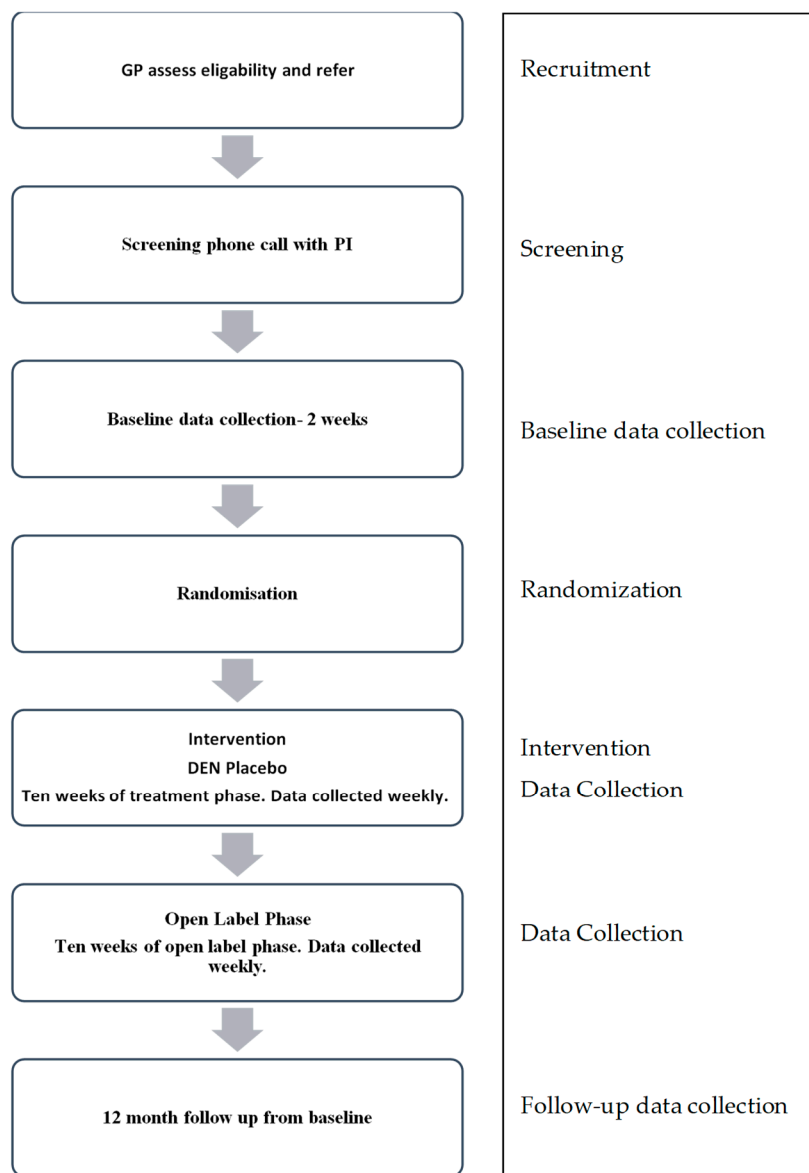 GP assess eligability and refer
Recruitment
Screening phone call with PI
Screening
Baseline data collection- 2 weeks
Baseline data collection
Randomisation
Randomization
Intervention
DEN Placebo
Ten weeks of treatment phase. Data collected weekly.
Intervention
Data Collection
Open Label Phase
Ten weeks of open label phase. Data collected
weekly.
Data Collection
12 month follow up from baseline
Follow-up data collection